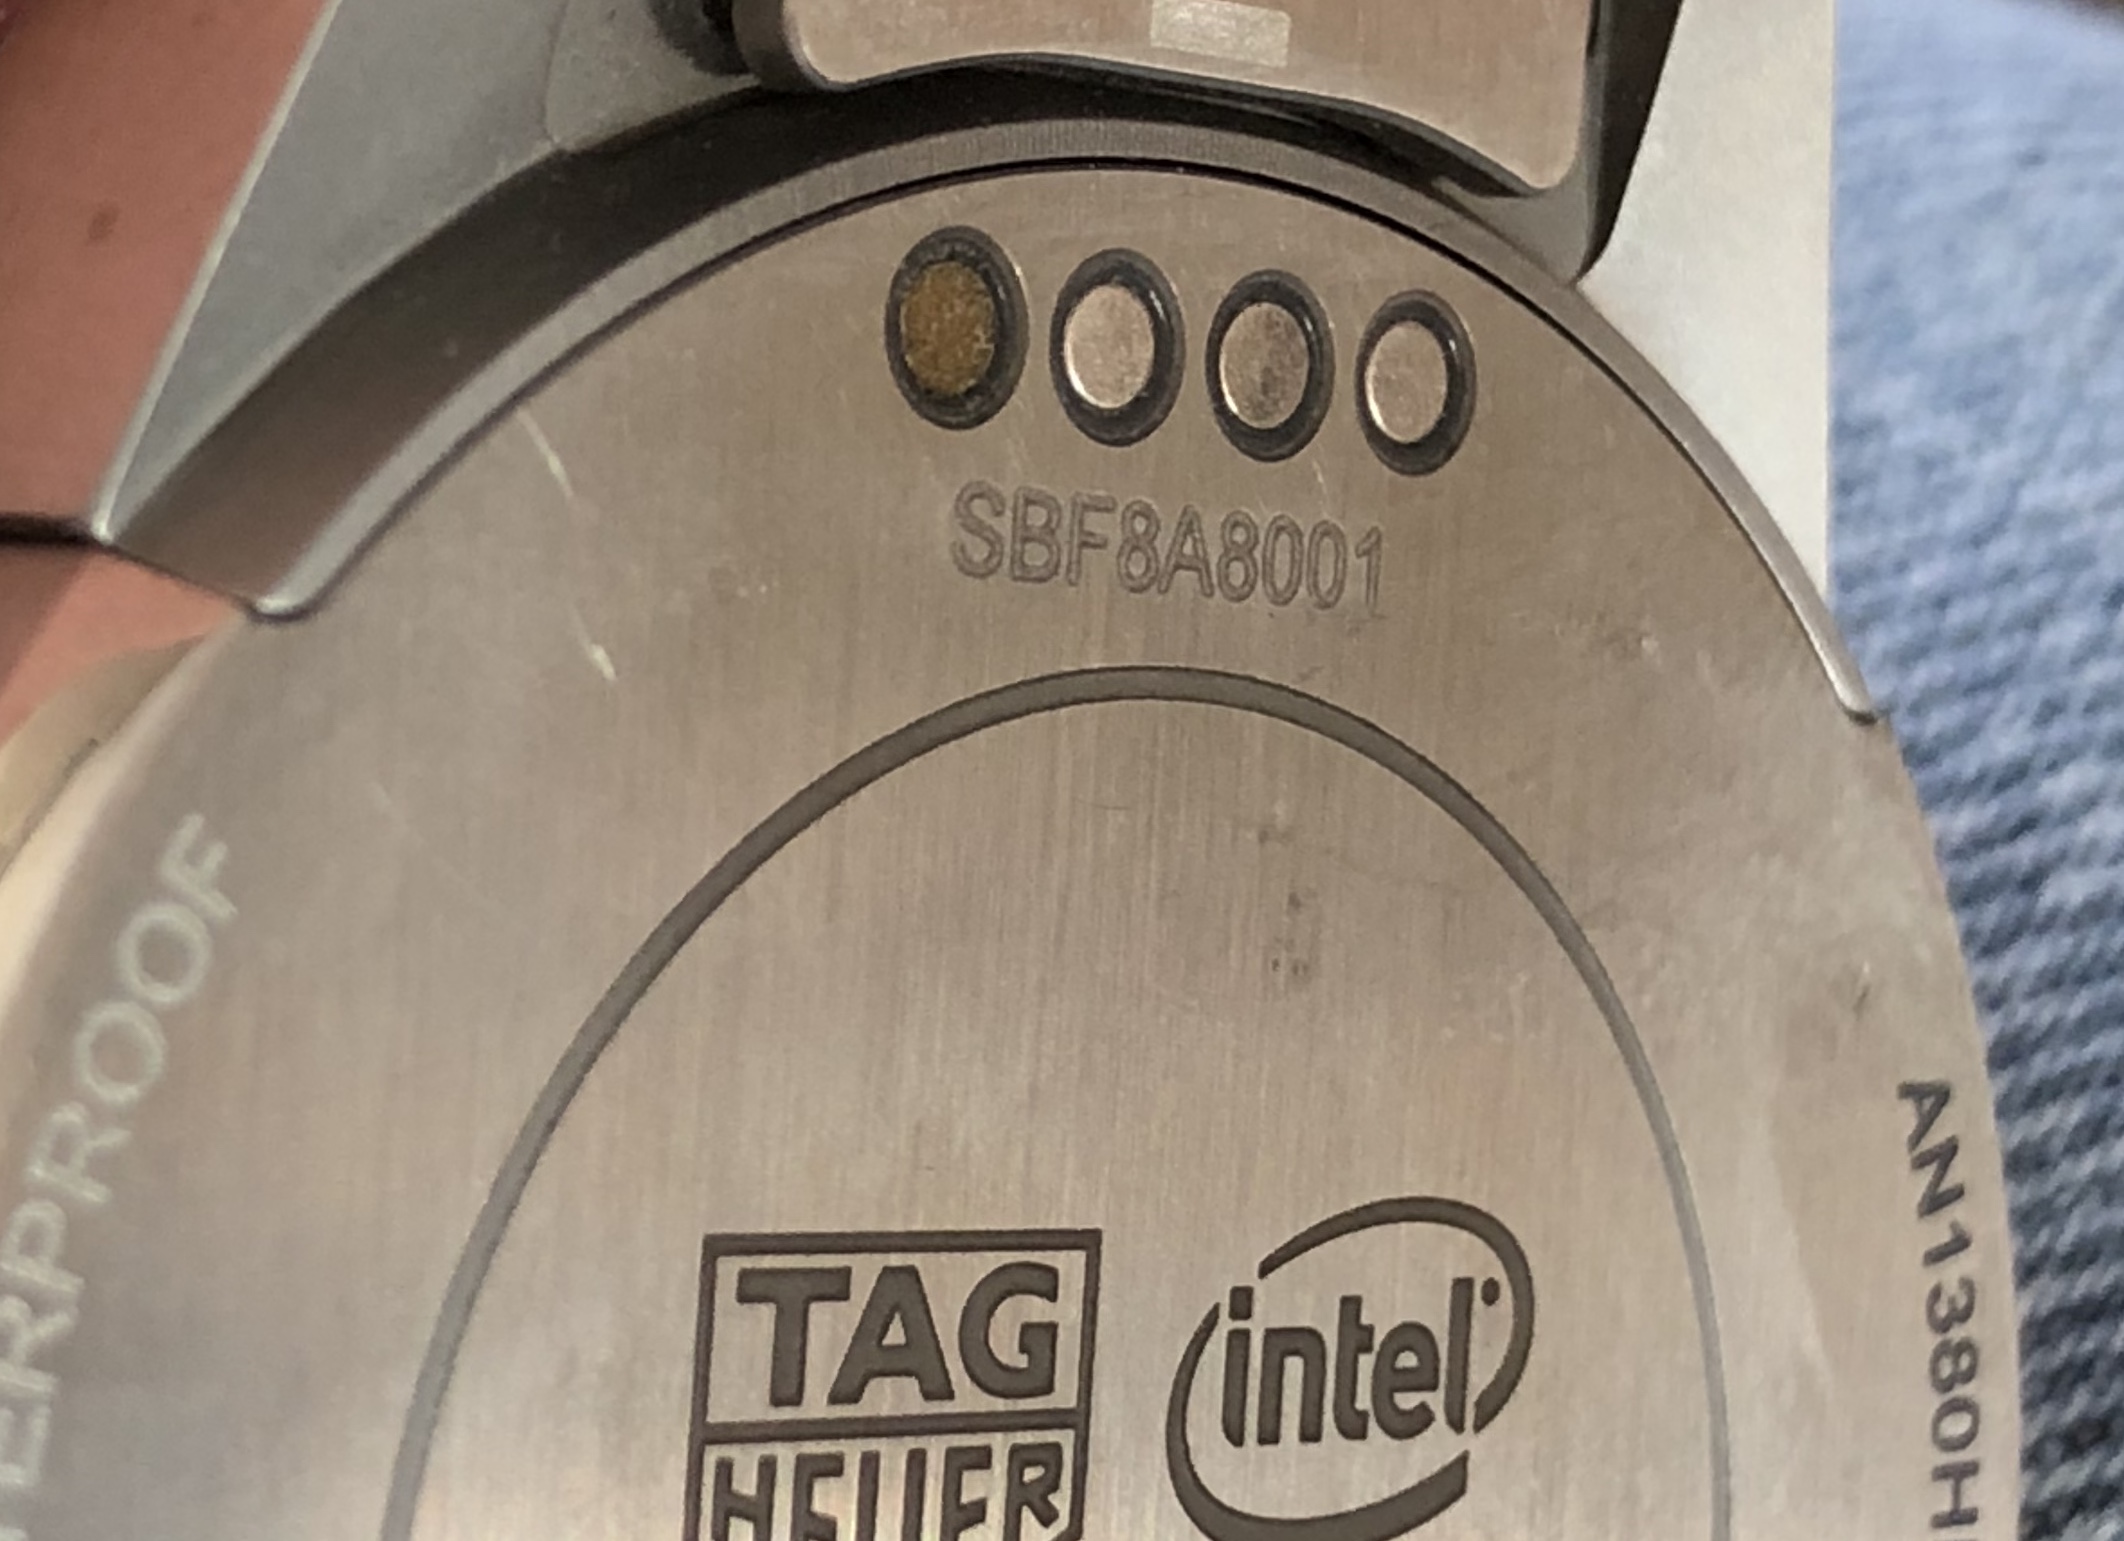 SBF8A8001
ERPROOF
AN1380H
TAG
HEUER
intel